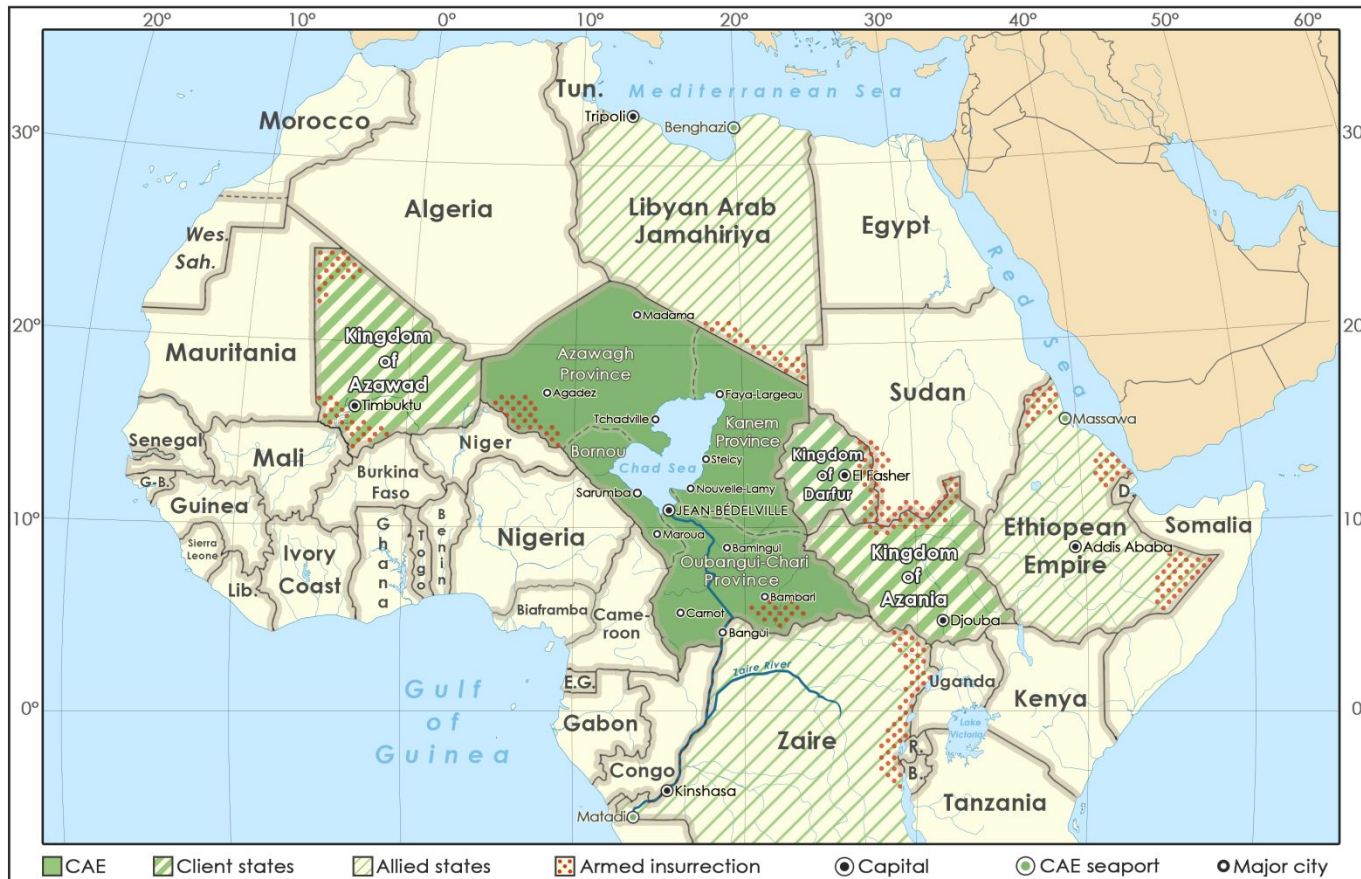 20°
10°
0°
10°
20°
30°
40°
50°
60°
Tun.
Mediterranean Sea
Tripoli
Benghazi
Morocco
30°
30°
Algeria
Libyan Arab
Jamahiriya
Egypt
Wes.
Sah.
Red Sea
20°
20°
Madama
Mauritania
Kingdom
of
Azawad
Timbuktu
Azawagh
Province
Agadez
Faya-Largeau
Tchadville
Kanem
Province
Sudan
Massawa
Senegal
G-B.
Mali
Niger
Bornou
Chad Sea
Stelcy
Kingdom
of
Darfur
El Fasher
Guinea
Burkina
Faso
Sarumba
Nouvelle-Lamy
JEAN-BÉDELVILLE
D.
10°
10°
Sierra
Leone
Lib.
Ivory
Coast
Ghana
Togo
Benin
Nigeria
Maroua
Bamingui
Oubangui-Chari
Province
Kingdom
of
Azania
Ethiopean
Empire
Addis Ababa
Somalia
Biaframba
Came-
roon
Carnot
Bambari
Bangui
Djouba
Gulf
of
Guinea
E.G.
Gabon
Zaire River
Uganda
Kenya
0°
0°
Congo
Zaire
Lake
Victoria
R.
B.
Kinshasa
Matadi
Tanzania
CAE
Client states
Allied states
Armed insurrection
Capital
CAE seaport
Major city